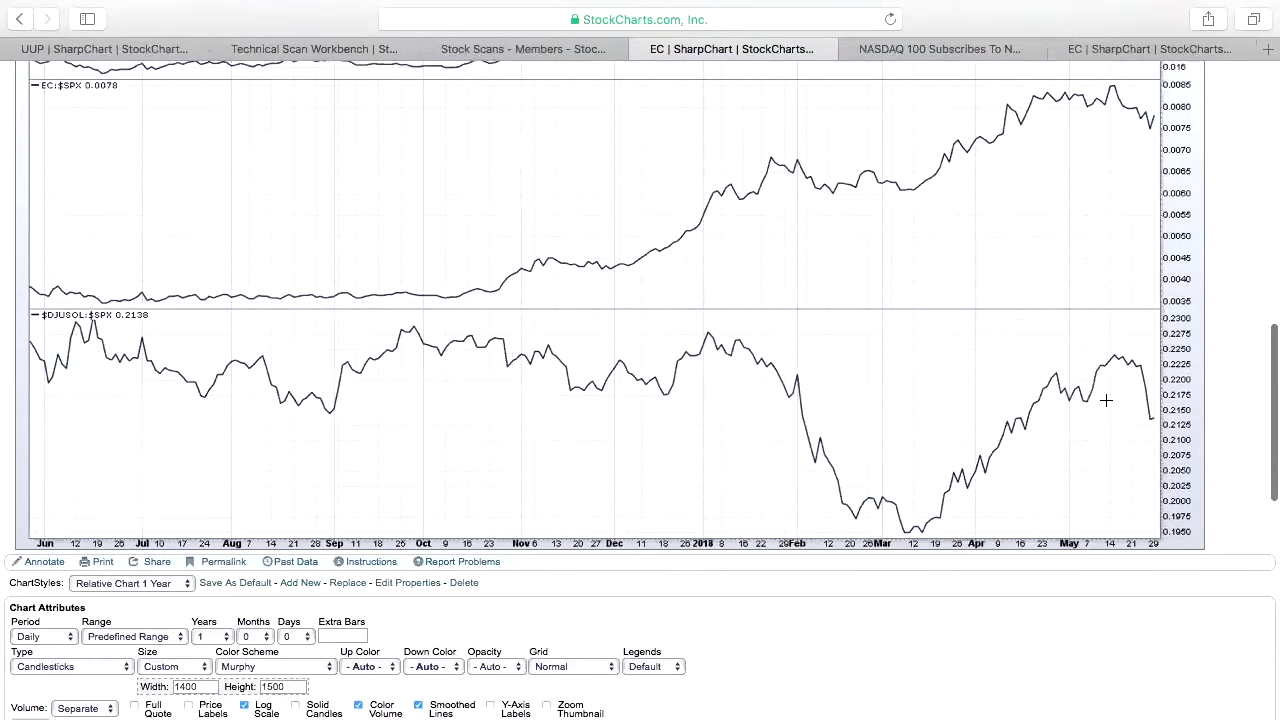 StockCharts.com, Inc.
UUP | SharpChart | StockChart... Technical Scan Workbench | St... Stock Scans - Members - Stoc... EC | SharpChart | StockCharts... NASDAQ 100 Subscribes To N... EC | SharpChart | StockCharts...
0.016
EC:$SPX 0.0078
0.0085
0.0080
0.0075
0.0070
0.0065
0.0060
0.0055
0.0050
0.0045
0.0040
0.0035
$DJUSOL:$SPX 0.2138
0.2300
0.2275
0.2250
0.2225
0.2200
0.2175
0.2150
0.2125
0.2100
0.2075
0.2050
0.2025
0.2000
0.1975
0.1950
Jun 12 19 26 Jul 10 17 24 Aug 7 14 21 28 Sep 11 18 25 Oct 9 16 23 Nov 6 13 20 27 Dec 11 18 26 2018 8 16 22 29 Feb 12 20 26 Mar 12 19 26 Apr 9 16 23 May 7 14 21 29
Annotate Print Share Permalink Past Data Instructions Report Problems
ChartStyles: Relative Chart 1 Year Save As Default - Add New - Replace - Edit Properties - Delete
Chart Attributes
Period Range Years Months Days Extra Bars
Daily Predefined Range 1 0 0
Type Size Color Scheme Up Color Down Color Opacity Grid Legends
Candlesticks Custom Murphy - Auto - - Auto - - Auto - Normal Default
Width: 1400 Height: 1500
Volume: Separate Full Quote Price Labels Log Scale Solid Candles Color Volume Smoothed Lines Y-Axis Labels Zoom Thumbnail